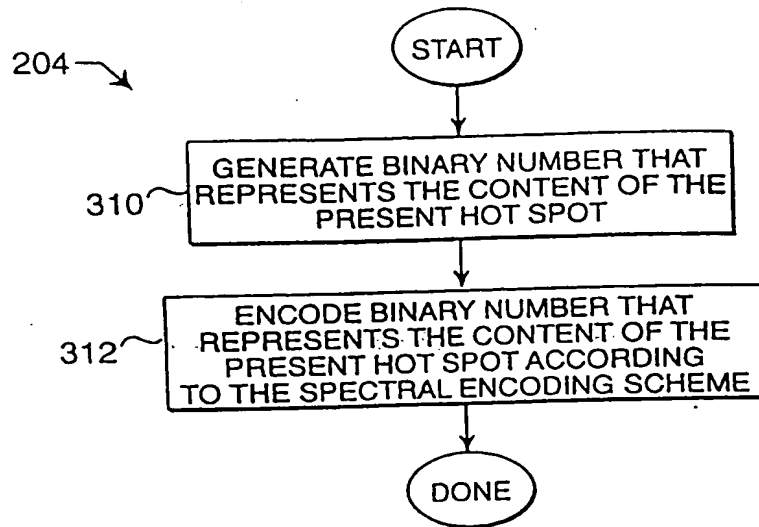 204
START
310
GENERATE BINARY NUMBER THAT
REPRESENTS THE CONTENT OF THE
PRESENT HOT SPOT
312
ENCODE BINARY NUMBER THAT
REPRESENTS THE CONTENT OF THE
PRESENT HOT SPOT ACCORDING
TO THE SPECTRAL ENCODING SCHEME
DONE